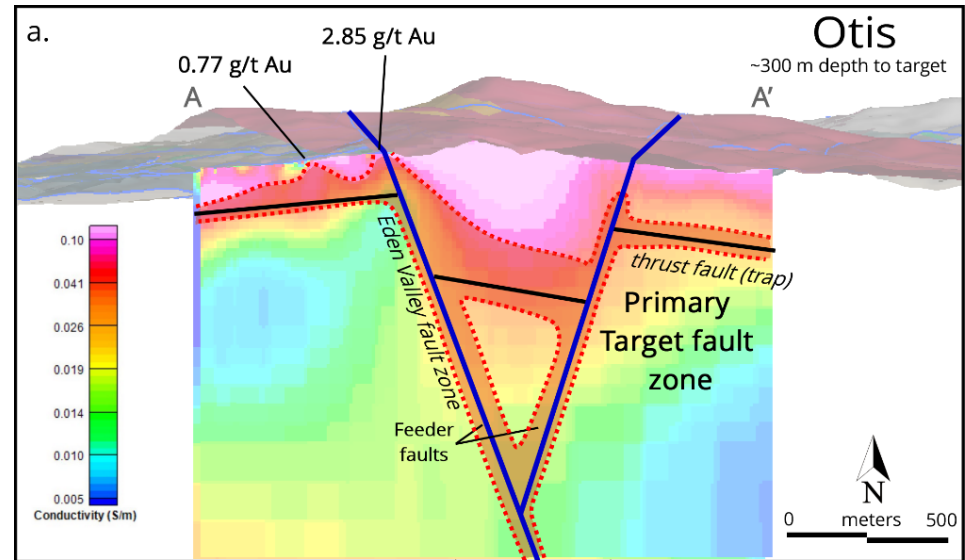 a.
Otis
~300 m depth to target
2.85 g/t Au
0.77 g/t Au
A
A'
Eden Valley fault zone
thrust fault (trap)
Primary
Target fault
zone
Feeder
faults
0.10
0.041
0.026
0.019
0.014
0.010
0.005
Conductivity (S/m)
N
0 meters 500